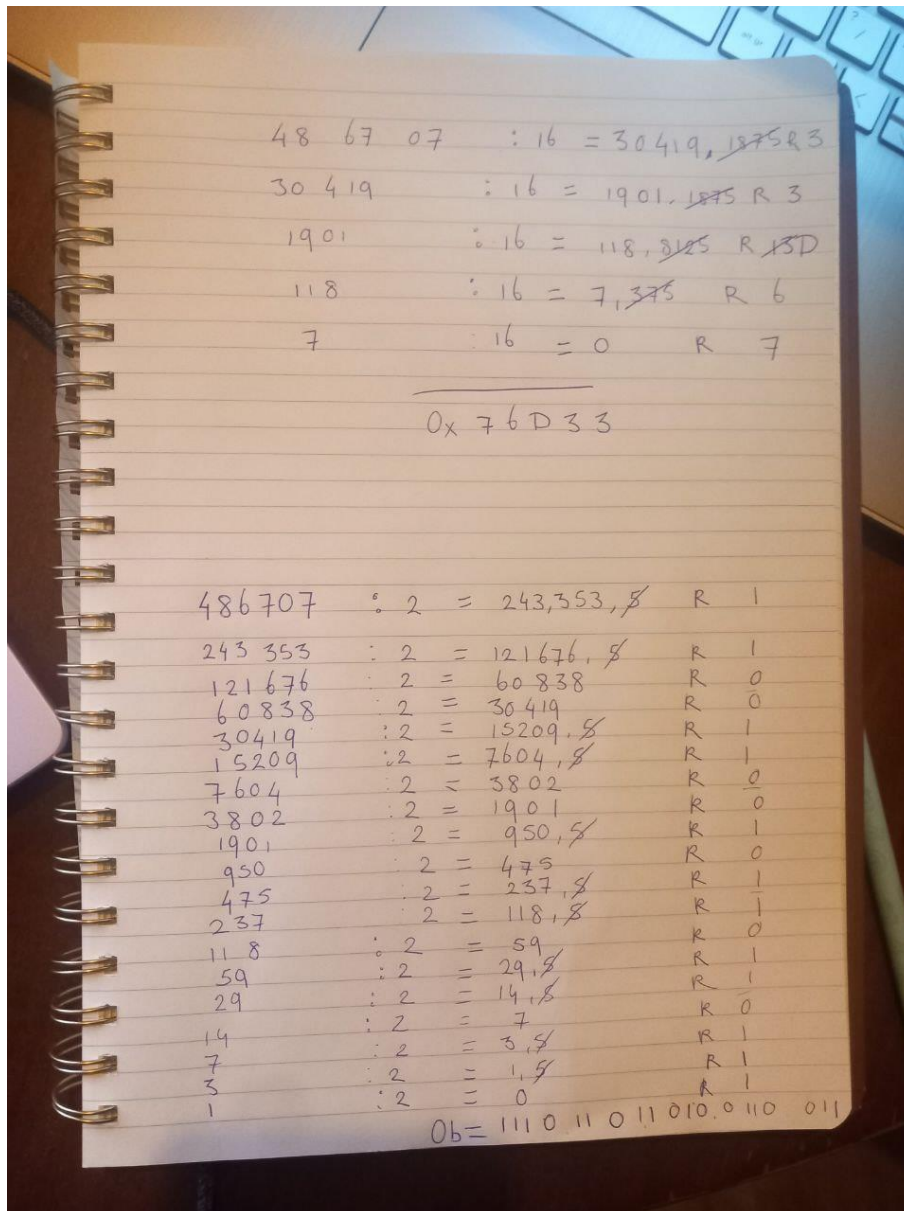 48 67 07 : 16 = 30419, 1875 R 3
30 419 : 16 = 1901. 1875 R 3
1901 : 16 = 118, 8125 R 13D
118 : 16 = 7,375 R 6
7 : 16 = 0 R 7
0x 76D33
486707 : 2 = 243,353,5 R 1
243 353 : 2 = 121676,5 R 1
121676 : 2 = 60838 R 0
60838 : 2 = 30419 R 0
30419 : 2 = 15209,5 R 1
15209 : 2 = 7604,5 R 1
7604 : 2 = 3802 R 0
3802 : 2 = 1901 R 0
1901 : 2 = 950,5 R 1
950 2 = 475 R 0
475 : 2 = 237,5 R 1
237 2 = 118,5 R 1
118 : 2 = 59 R 0
59 : 2 = 29,5 R 1
29 : 2 = 14,5 R 1
14 : 2 = 7 R 0
7 : 2 = 3,5 R 1
3 : 2 = 1,5 R 1
1 : 2 = 0 R 1
0b= 1110 11 0 11 010.0 110 011